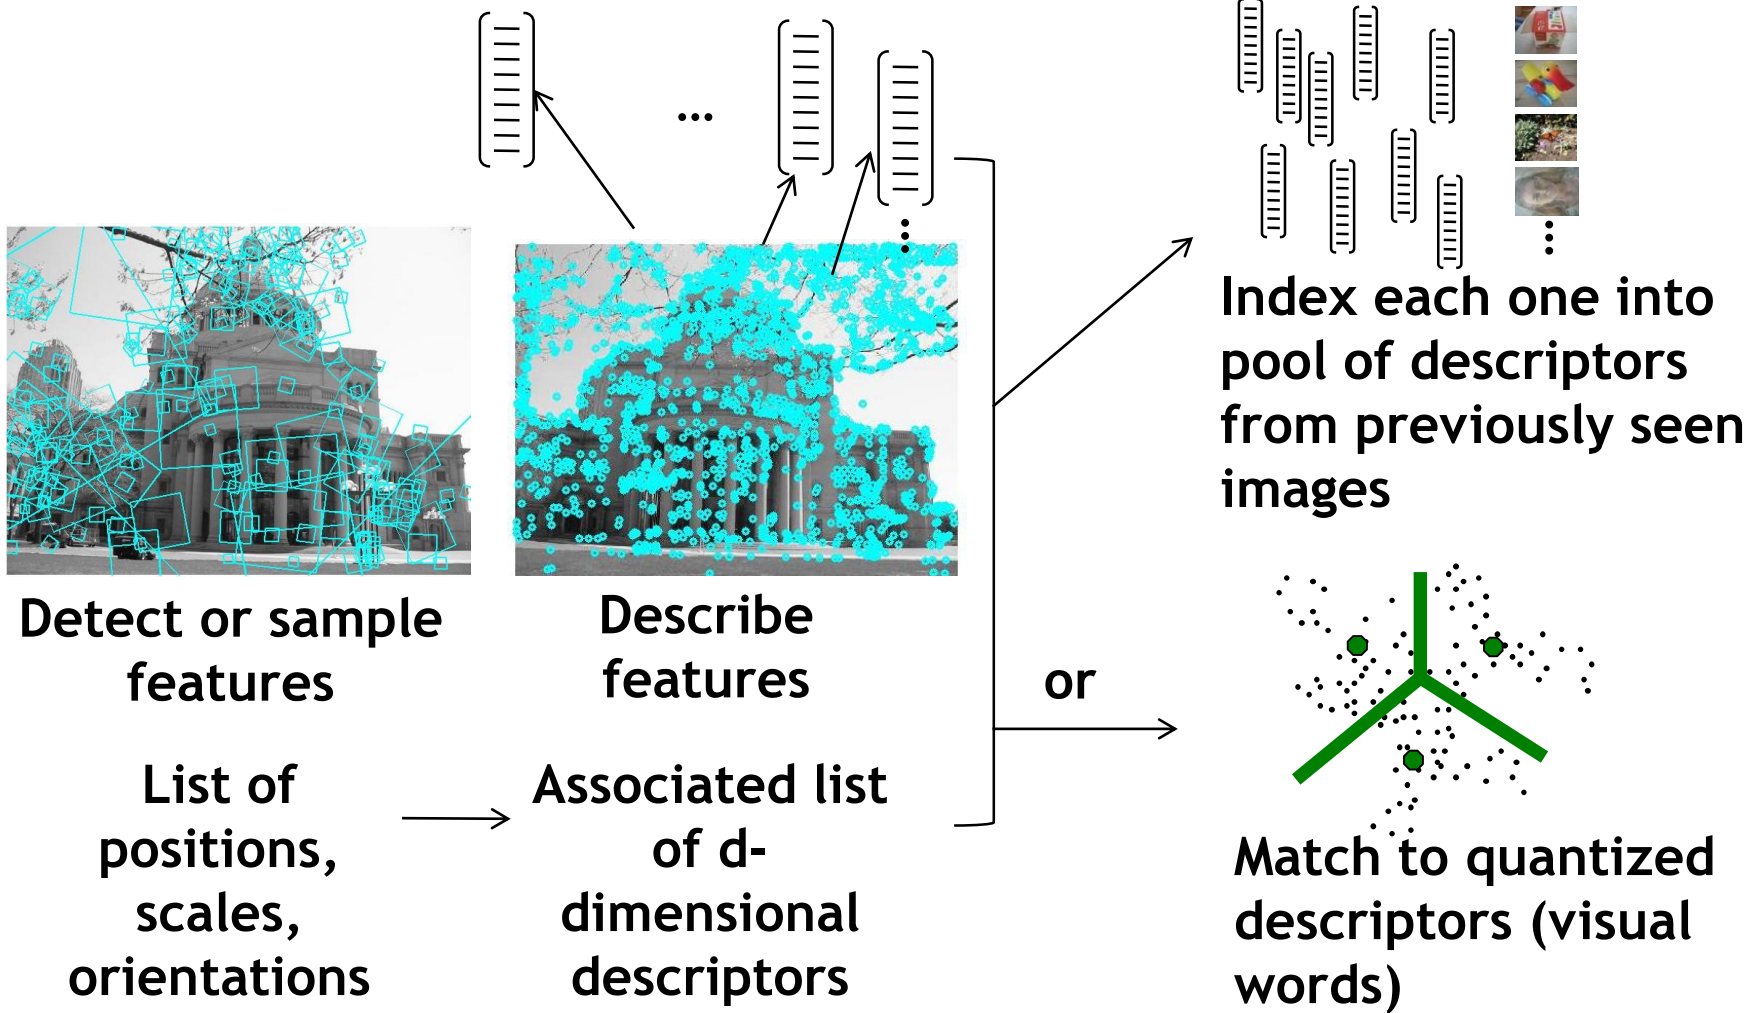 Detect or sample
features
List of
positions,
scales,
orientations
...
Describe
features
Associated list
of d-
dimensional
descriptors
or
Index each one into
pool of descriptors
from previously seen
images
Match to quantized
descriptors (visual
words)